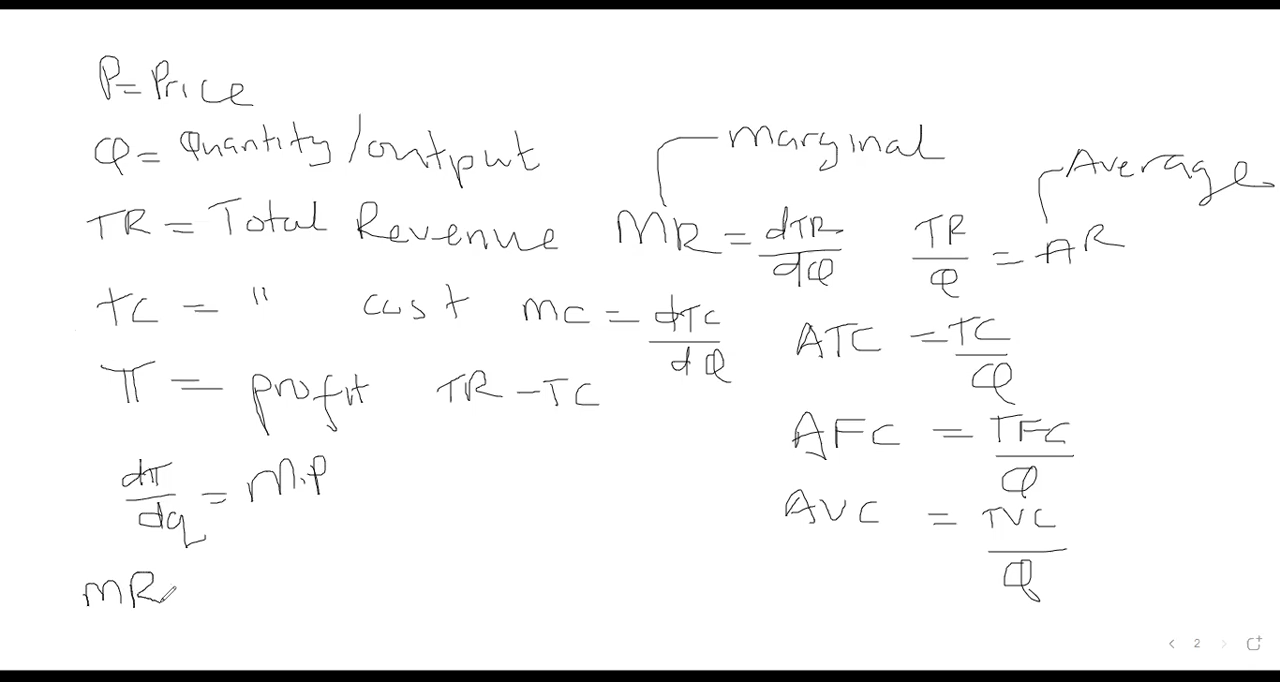 P = Price
Q = Quantity/output
marginal
Average
TR = Total Revenue
MR = dTR/dQ
TR/Q = AR
TC = " cost
MC = dTC/dQ
ATC = TC/Q
π = profit TR - TC
AFC = TFC/Q
dπ/dq = M.P
AVC = TVC/Q
MR
2